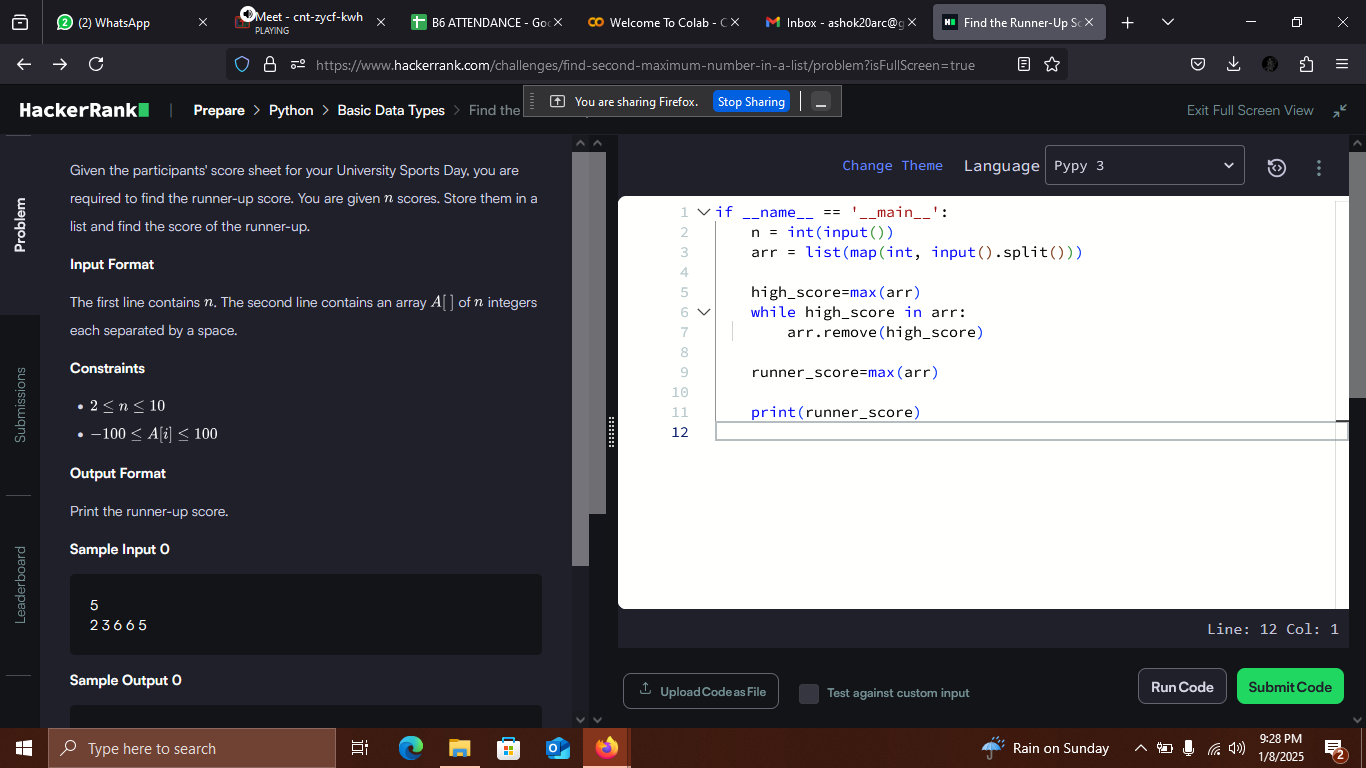 (2) WhatsApp
Meet - cnt-zycf-kwh
PLAYING
B6 ATTENDANCE - Goo
Welcome To Colab - C
Inbox - ashok20arc@g
Find the Runner-Up Sc
https://www.hackerrank.com/challenges/find-second-maximum-number-in-a-list/problem?isFullScreen=true
HackerRank | Prepare > Python > Basic Data Types > Find the
You are sharing Firefox. Stop Sharing
Exit Full Screen View
Problem
Submissions
Leaderboard
Given the participants' score sheet for your University Sports Day, you are
required to find the runner-up score. You are given n scores. Store them in a
list and find the score of the runner-up.
Input Format
The first line contains n. The second line contains an array A[ ] of n integers
each separated by a space.
Constraints
• 2 ≤ n ≤ 10
• −100 ≤ A[i] ≤ 100
Output Format
Print the runner-up score.
Sample Input 0
5
2 3 6 6 5
Sample Output 0
Change Theme Language Pypy 3
1 if __name__ == '__main__':
2     n = int(input())
3     arr = list(map(int, input().split()))
4
5     high_score=max(arr)
6     while high_score in arr:
7         arr.remove(high_score)
8
9     runner_score=max(arr)
10
11     print(runner_score)
12
Line: 12 Col: 1
Upload Code as File
Test against custom input
Run Code
Submit Code
Type here to search
Rain on Sunday
9:28 PM
1/8/2025
2